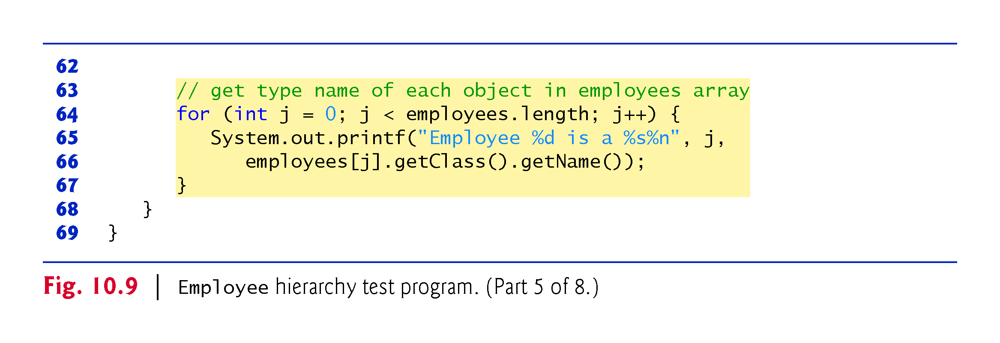 62
63 // get type name of each object in employees array
64 for (int j = 0; j < employees.length; j++) {
65 System.out.printf("Employee %d is a %s%n", j,
66 employees[j].getClass().getName());
67 }
68 }
69 }
Fig. 10.9 | Employee hierarchy test program. (Part 5 of 8.)